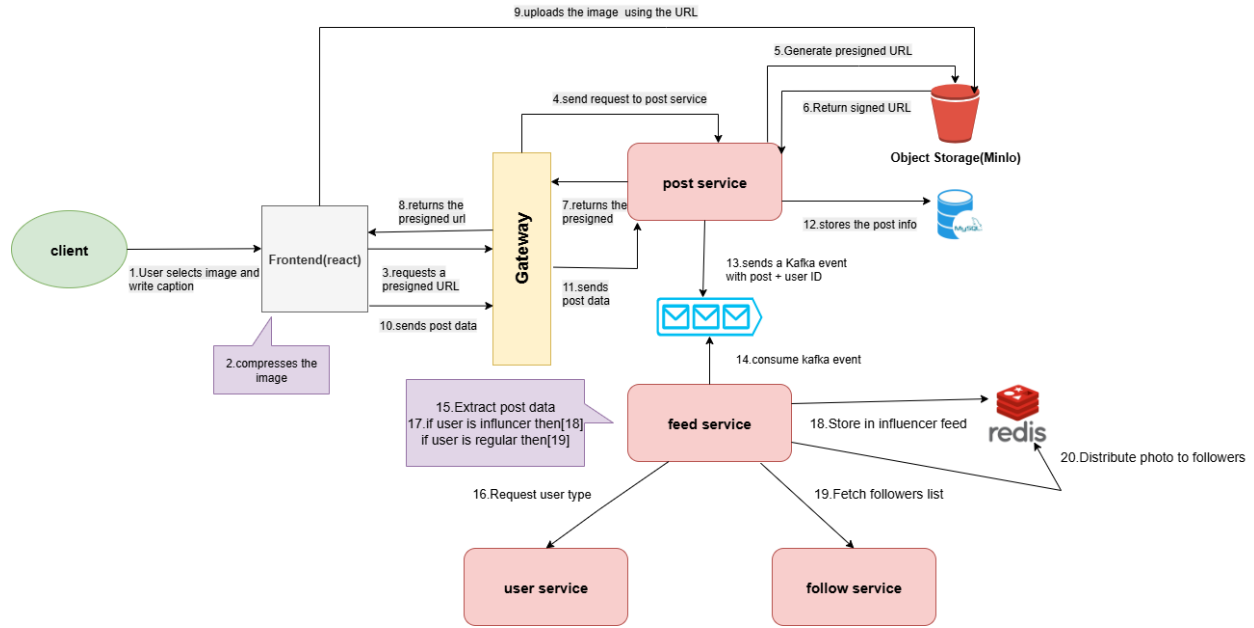 9.uploads the image using the URL
5.Generate presigned URL
4.send request to post service
6.Return signed URL
Object Storage(MinIo)
post service
8.returns the
presigned url
7.returns the
presigned
Gateway
12.stores the post info
MySQL
client
Frontend(react)
1.User selects image and
write caption
3.requests a
presigned URL
11.sends
post data
13.sends a Kafka event
with post + user ID
10.sends post data
2.compresses the
image
14.consume kafka event
15.Extract post data
17.if user is influncer then[18]
if user is regular then[19]
feed service
18.Store in influencer feed
redis
20.Distribute photo to followers
16.Request user type
19.Fetch followers list
user service
follow service